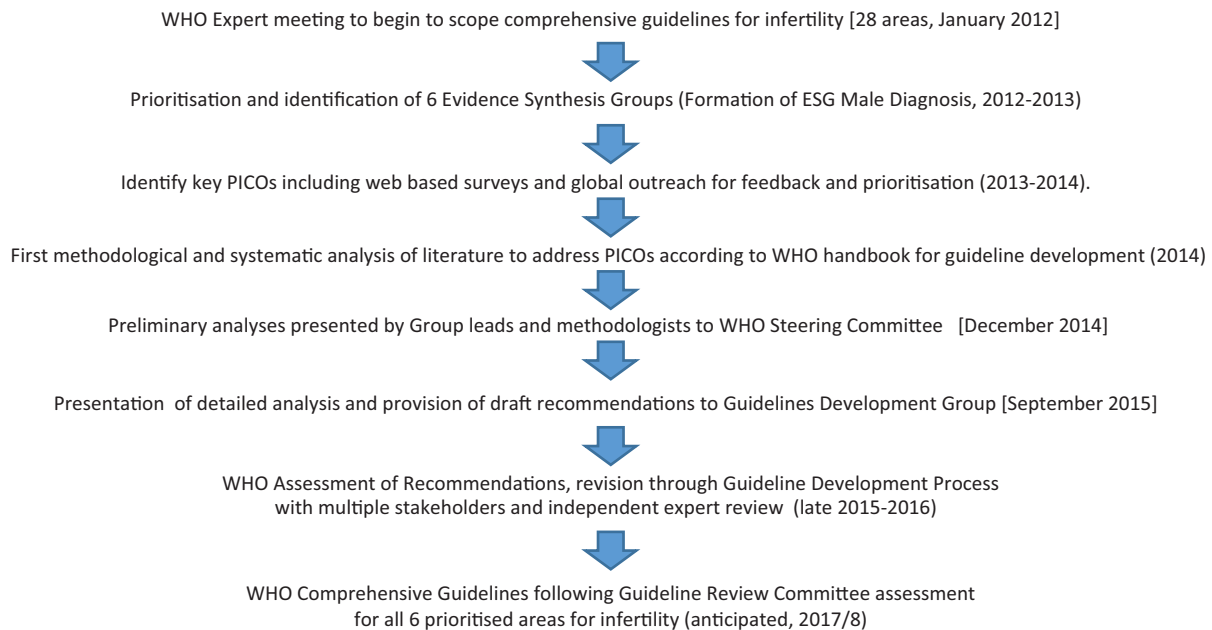 WHO Expert meeting to begin to scope comprehensive guidelines for infertility [28 areas, January 2012]
Prioritisation and identification of 6 Evidence Synthesis Groups (Formation of ESG Male Diagnosis, 2012-2013)
Identify key PICOs including web based surveys and global outreach for feedback and prioritisation (2013-2014).
First methodological and systematic analysis of literature to address PICOs according to WHO handbook for guideline development (2014)
Preliminary analyses presented by Group leads and methodologists to WHO Steering Committee [December 2014]
Presentation of detailed analysis and provision of draft recommendations to Guidelines Development Group [September 2015]
WHO Assessment of Recommendations, revision through Guideline Development Process
with multiple stakeholders and independent expert review (late 2015-2016)
WHO Comprehensive Guidelines following Guideline Review Committee assessment
for all 6 prioritised areas for infertility (anticipated, 2017/8)